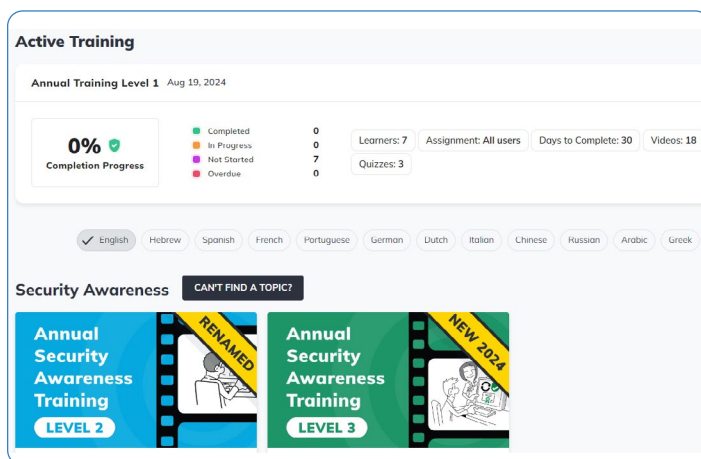 Active Training
Annual Training Level 1 Aug 19, 2024
0%
Completion Progress
Completed 0
In Progress 0
Not Started 7
Overdue 0
Learners: 7 Assignment: All users Days to Complete: 30 Videos: 18
Quizzes: 3
English Hebrew Spanish French Portuguese German Dutch Italian Chinese Russian Arabic Greek
Security Awareness CAN'T FIND A TOPIC?
Annual
Security
Awareness
Training
LEVEL 2
RENAMED
Annual
Security
Awareness
Training
LEVEL 3
NEW 2024